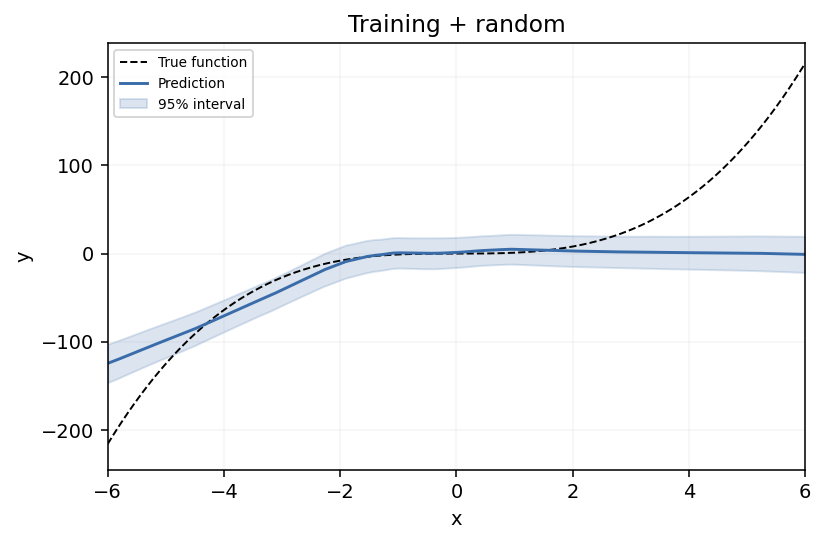 Training + random
True function
Prediction
95% interval
200
100
0
−100
−200
y
−6
−4
−2
0
2
4
6
x